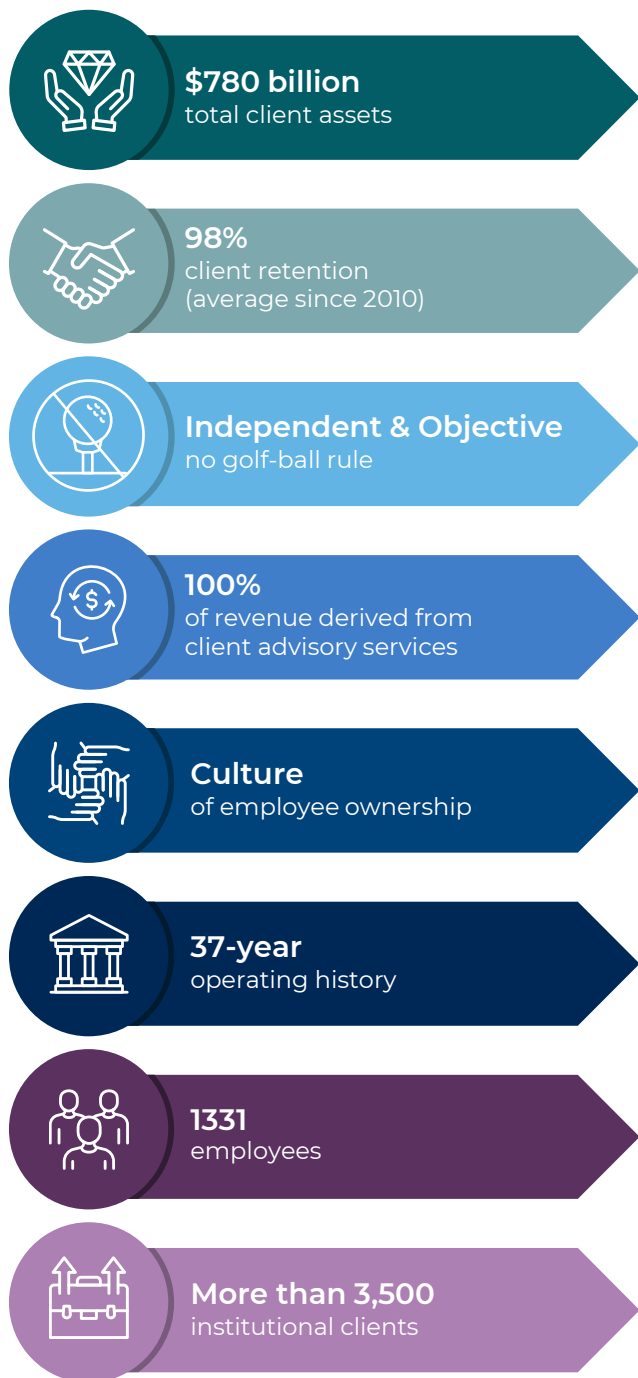 $780 billion
total client assets
98%
client retention
(average since 2010)
Independent & Objective
no golf-ball rule
$
100%
of revenue derived from
client advisory services
Culture
of employee ownership
37-year
operating history
1331
employees
More than 3,500
institutional clients